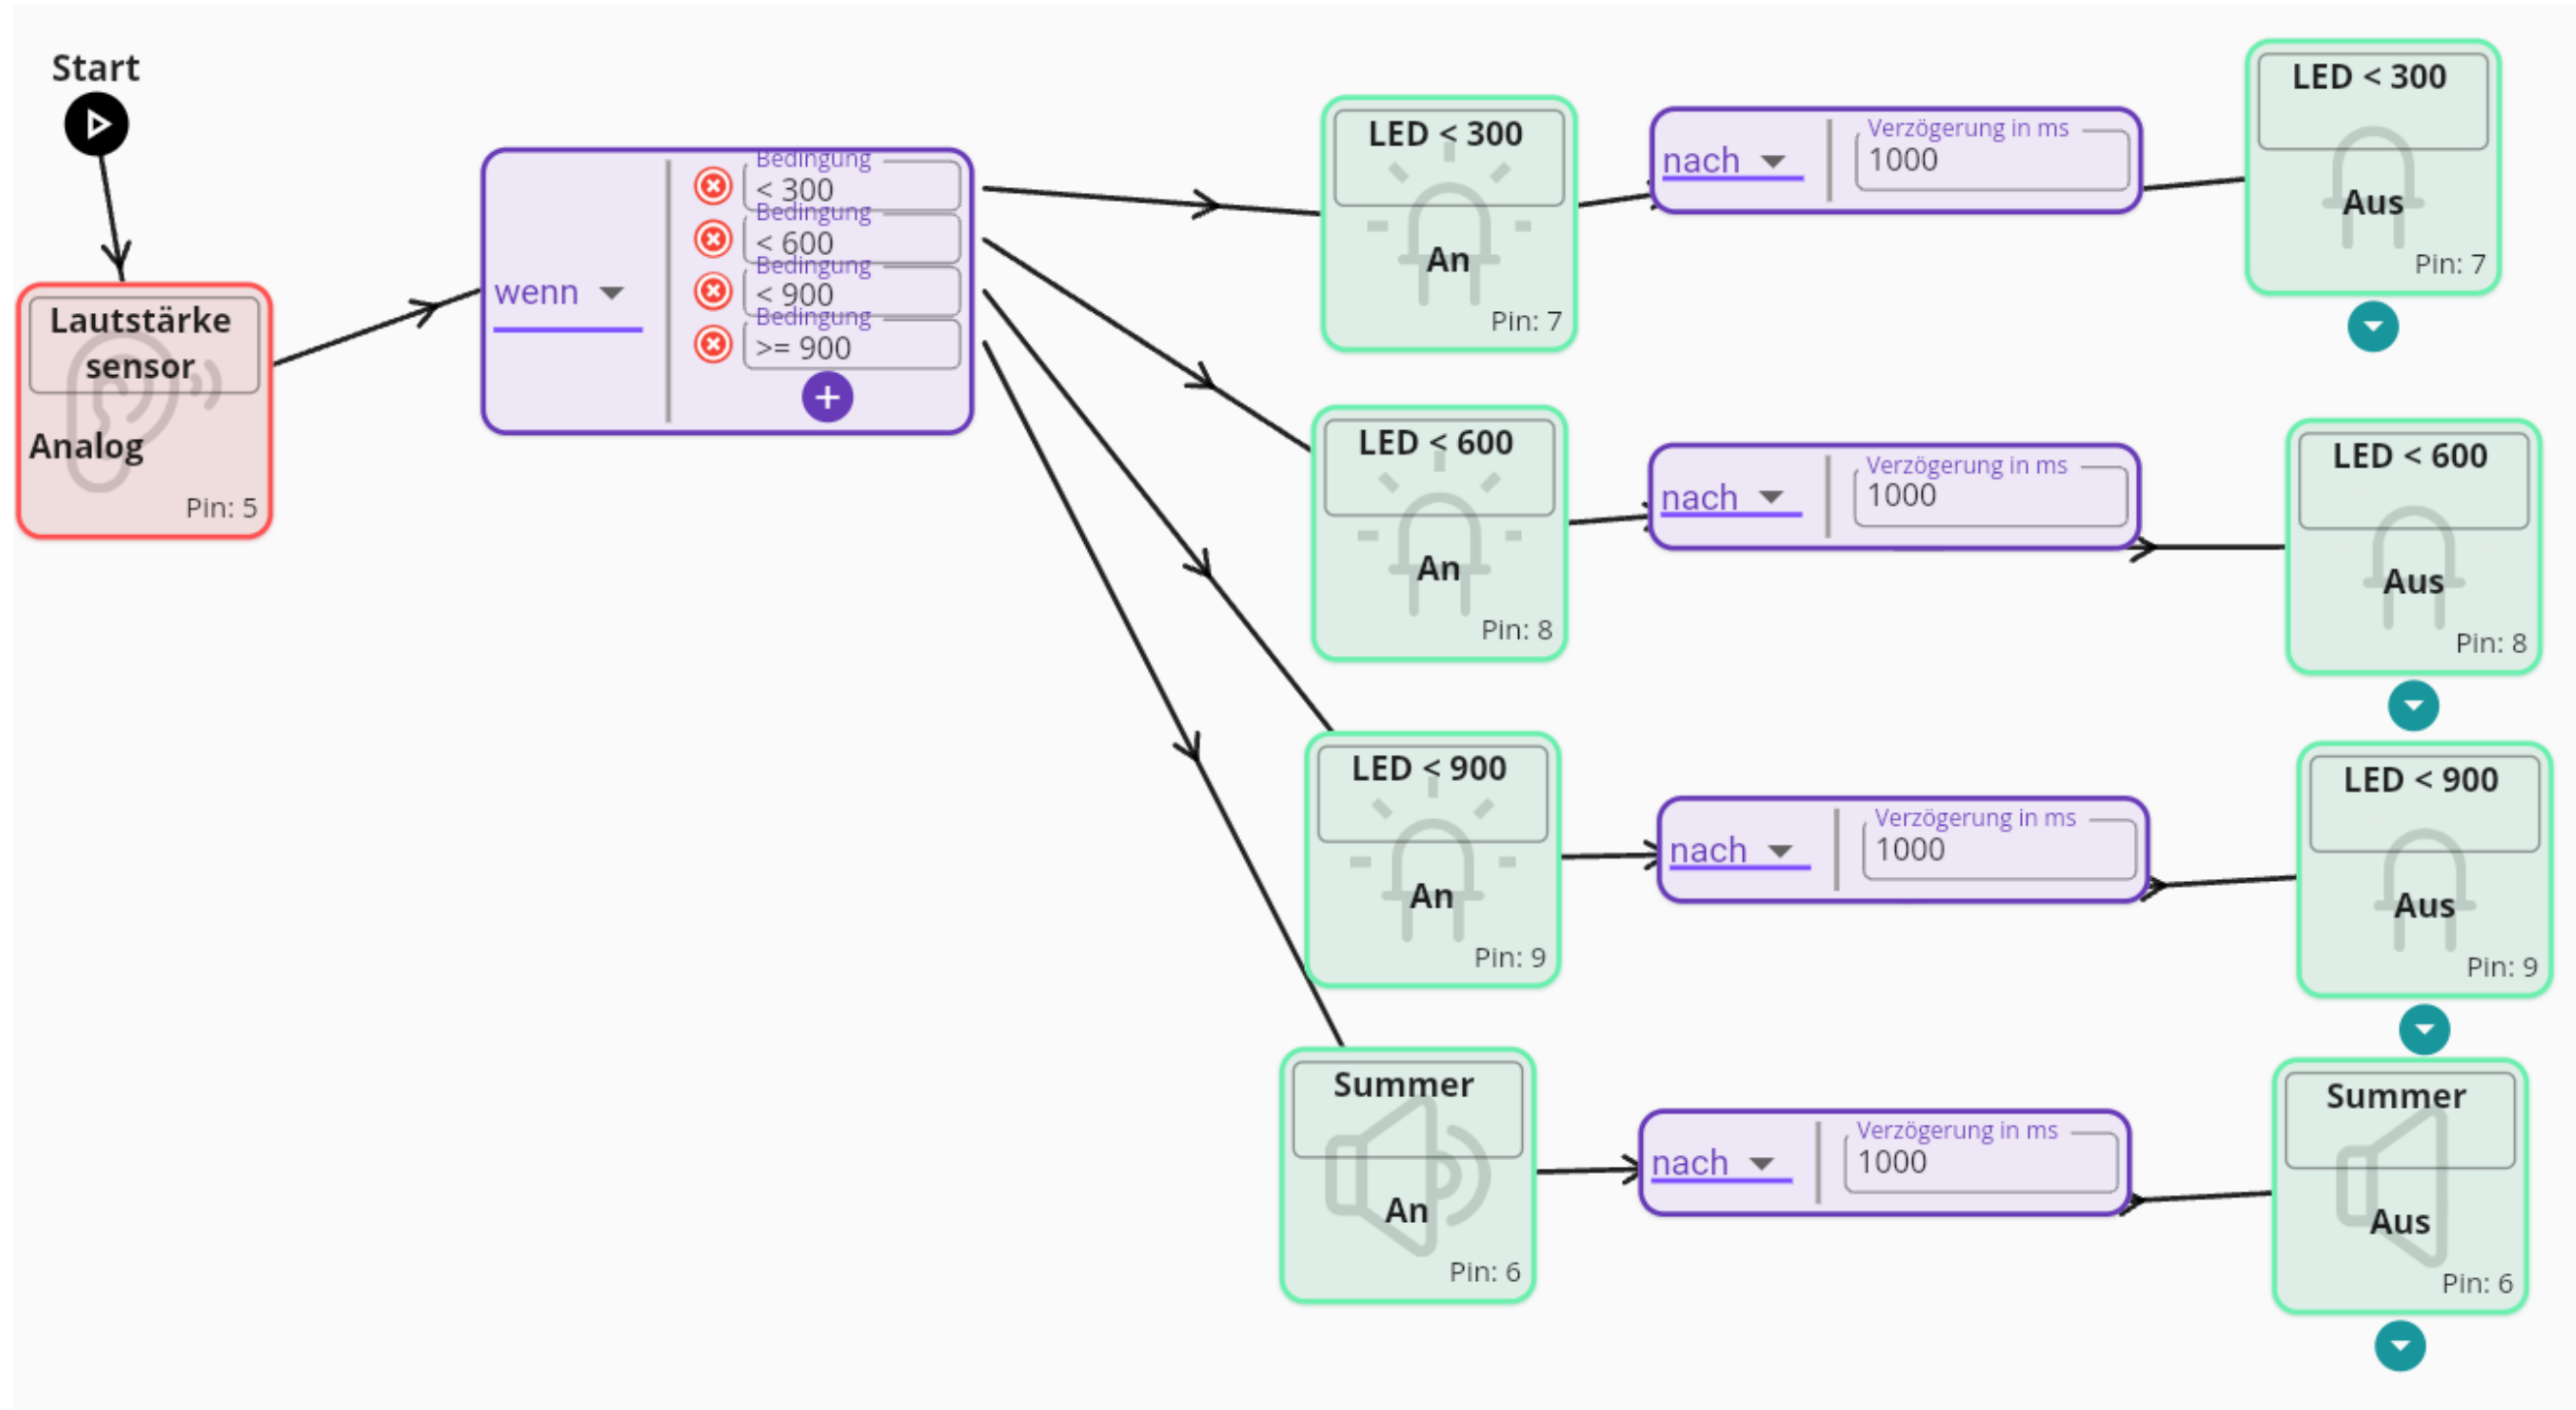 Start
Lautstärke
sensor
Analog
Pin: 5
wenn
Bedingung
< 300
Bedingung
< 600
Bedingung
< 900
Bedingung
>= 900
LED < 300
An
Pin: 7
nach
Verzögerung in ms
1000
LED < 300
Aus
Pin: 7
LED < 600
An
Pin: 8
nach
Verzögerung in ms
1000
LED < 600
Aus
Pin: 8
LED < 900
An
Pin: 9
nach
Verzögerung in ms
1000
LED < 900
Aus
Pin: 9
Summer
An
Pin: 6
nach
Verzögerung in ms
1000
Summer
Aus
Pin: 6